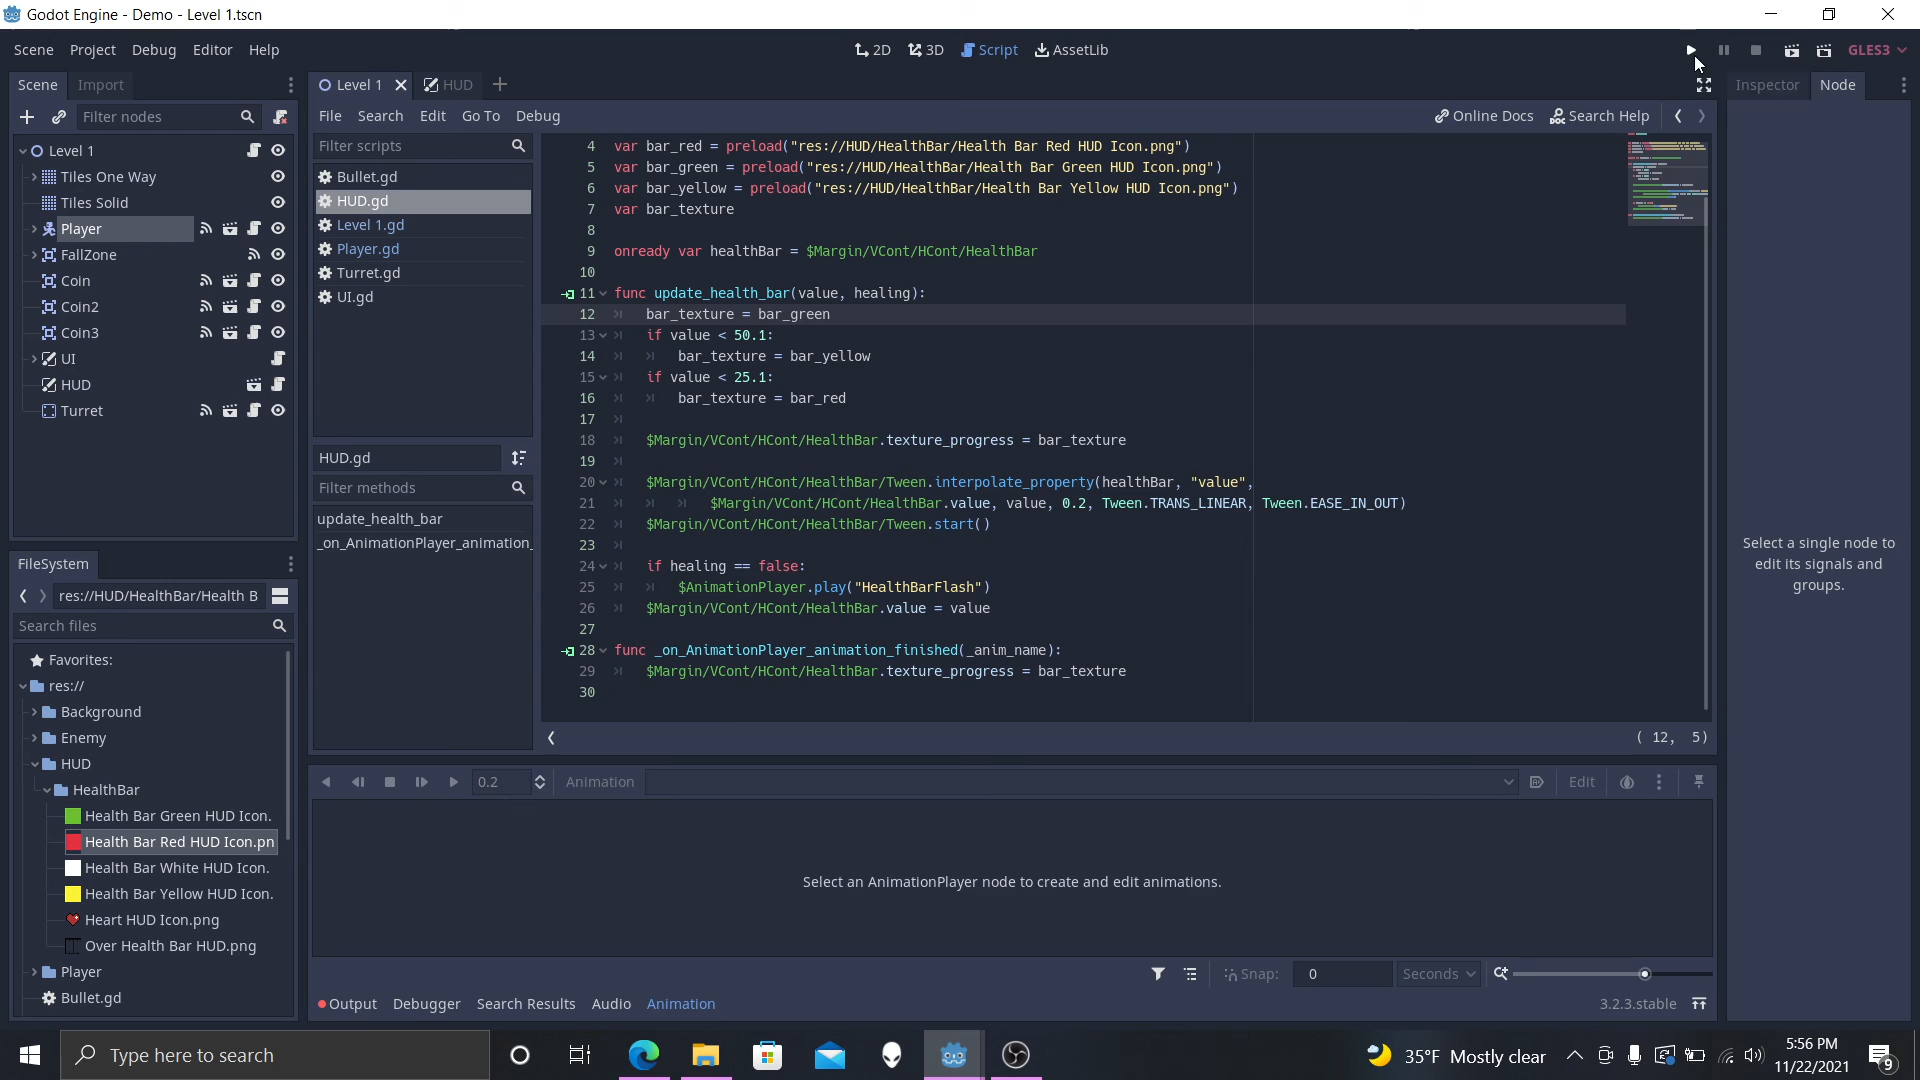 Godot Engine - Demo - Level 1.tscn
Scene Project Debug Editor Help
2D 3D Script AssetLib
GLES3
Scene Import
Level 1 HUD
Inspector Node
Filter nodes
File Search Edit Go To Debug
Online Docs Search Help
Level 1
Tiles One Way
Tiles Solid
Player
FallZone
Coin
Coin2
Coin3
UI
HUD
Turret
Filter scripts
Bullet.gd
HUD.gd
Level 1.gd
Player.gd
Turret.gd
UI.gd
HUD.gd
Filter methods
update_health_bar
_on_AnimationPlayer_animation_
4 var bar_red = preload("res://HUD/HealthBar/Health Bar Red HUD Icon.png")
5 var bar_green = preload("res://HUD/HealthBar/Health Bar Green HUD Icon.png")
6 var bar_yellow = preload("res://HUD/HealthBar/Health Bar Yellow HUD Icon.png")
7 var bar_texture
8
9 onready var healthBar = $Margin/VCont/HCont/HealthBar
10
11 func update_health_bar(value, healing):
12 bar_texture = bar_green
13 if value < 50.1:
14 bar_texture = bar_yellow
15 if value < 25.1:
16 bar_texture = bar_red
17
18 $Margin/VCont/HCont/HealthBar.texture_progress = bar_texture
19
20 $Margin/VCont/HCont/HealthBar/Tween.interpolate_property(healthBar, "value",
21 $Margin/VCont/HCont/HealthBar.value, value, 0.2, Tween.TRANS_LINEAR, Tween.EASE_IN_OUT)
22 $Margin/VCont/HCont/HealthBar/Tween.start()
23
24 if healing == false:
25 $AnimationPlayer.play("HealthBarFlash")
26 $Margin/VCont/HCont/HealthBar.value = value
27
28 func _on_AnimationPlayer_animation_finished(_anim_name):
29 $Margin/VCont/HCont/HealthBar.texture_progress = bar_texture
30
( 12, 5)
Select a single node to
edit its signals and
groups.
FileSystem
res://HUD/HealthBar/Health B
Search files
Favorites:
res://
Background
Enemy
HUD
HealthBar
Health Bar Green HUD Icon.
Health Bar Red HUD Icon.pn
Health Bar White HUD Icon.
Health Bar Yellow HUD Icon.
Heart HUD Icon.png
Over Health Bar HUD.png
Player
Bullet.gd
0.2 Animation Edit
Select an AnimationPlayer node to create and edit animations.
Snap: 0 Seconds
Output Debugger Search Results Audio Animation
3.2.3.stable
Type here to search
35°F Mostly clear
5:56 PM
11/22/2021
9